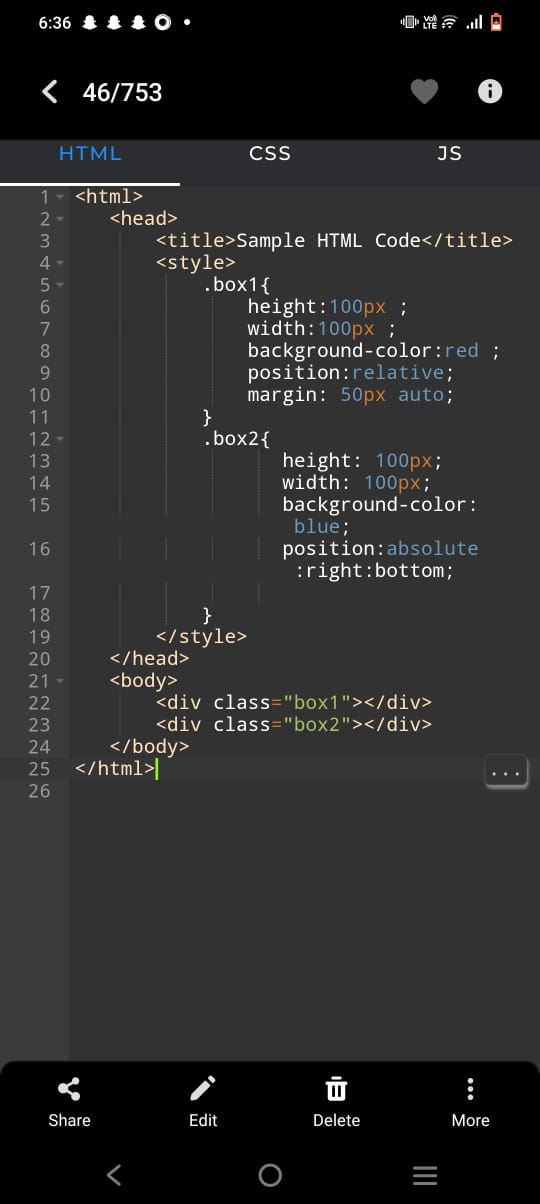 6:36
Vo)) LTE
46/753
HTML CSS JS
1 <html>
2 <head>
3 <title>Sample HTML Code</title>
4 <style>
5 .box1{
6 height:100px ;
7 width:100px ;
8 background-color:red ;
9 position:relative;
10 margin: 50px auto;
11 }
12 .box2{
13 height: 100px;
14 width: 100px;
15 background-color:
blue;
16 position:absolute
:right:bottom;
17
18 }
19 </style>
20 </head>
21 <body>
22 <div class="box1"></div>
23 <div class="box2"></div>
24 </body>
25 </html>
...
26
Share Edit Delete More